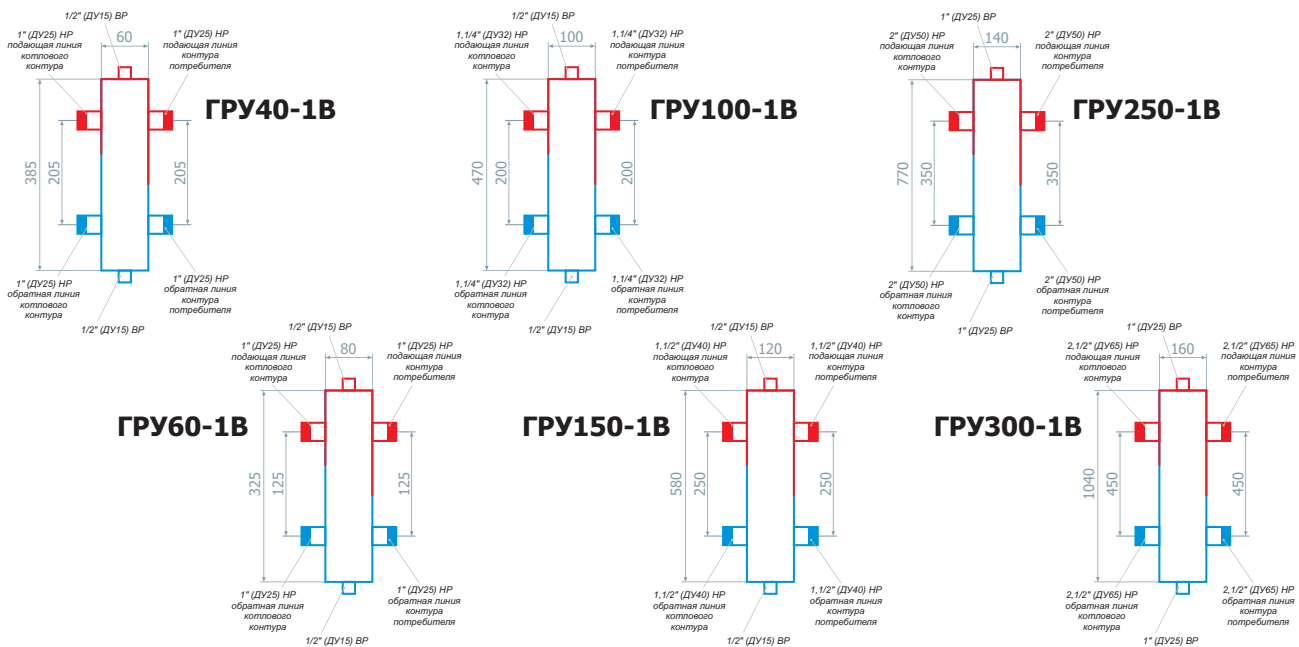 1/2" (ДУ15) ВР
1" (ДУ25) НР
подающая линия
котлового
контура
60
1" (ДУ25) НР
подающая линия
контура
потребителя
ГРУ40-1В
385
205
205
1" (ДУ25) НР
обратная линия
котлового
контура
1" (ДУ25) НР
обратная линия
контура
потребителя
1/2" (ДУ15) ВР
1/2" (ДУ15) ВР
1,1/4" (ДУ32) НР
подающая линия
котлового
контура
100
1,1/4" (ДУ32) НР
подающая линия
контура
потребителя
ГРУ100-1В
470
200
200
1,1/4" (ДУ32) НР
обратная линия
котлового
контура
1,1/4" (ДУ32) НР
обратная линия
контура
потребителя
1/2" (ДУ15) ВР
1" (ДУ25) ВР
2" (ДУ50) НР
подающая линия
котлового
контура
140
2" (ДУ50) НР
подающая линия
контура
потребителя
ГРУ250-1В
770
350
350
2" (ДУ50) НР
обратная линия
котлового
контура
2" (ДУ50) НР
обратная линия
контура
потребителя
1" (ДУ25) ВР
1/2" (ДУ15) ВР
1" (ДУ25) НР
подающая линия
котлового
контура
80
1" (ДУ25) НР
подающая линия
контура
потребителя
ГРУ60-1В
325
125
125
1" (ДУ25) НР
обратная линия
котлового
контура
1" (ДУ25) НР
обратная линия
контура
потребителя
1/2" (ДУ15) ВР
1/2" (ДУ15) ВР
1,1/2" (ДУ40) НР
подающая линия
котлового
контура
120
1,1/2" (ДУ40) НР
подающая линия
контура
потребителя
ГРУ150-1В
580
250
250
1,1/2" (ДУ40) НР
обратная линия
котлового
контура
1,1/2" (ДУ40) НР
обратная линия
контура
потребителя
1/2" (ДУ15) ВР
1" (ДУ25) ВР
2,1/2" (ДУ65) НР
подающая линия
котлового
контура
160
2,1/2" (ДУ65) НР
подающая линия
контура
потребителя
ГРУ300-1В
1040
450
450
2,1/2" (ДУ65) НР
обратная линия
котлового
контура
2,1/2" (ДУ65) НР
обратная линия
контура
потребителя
1" (ДУ25) ВР